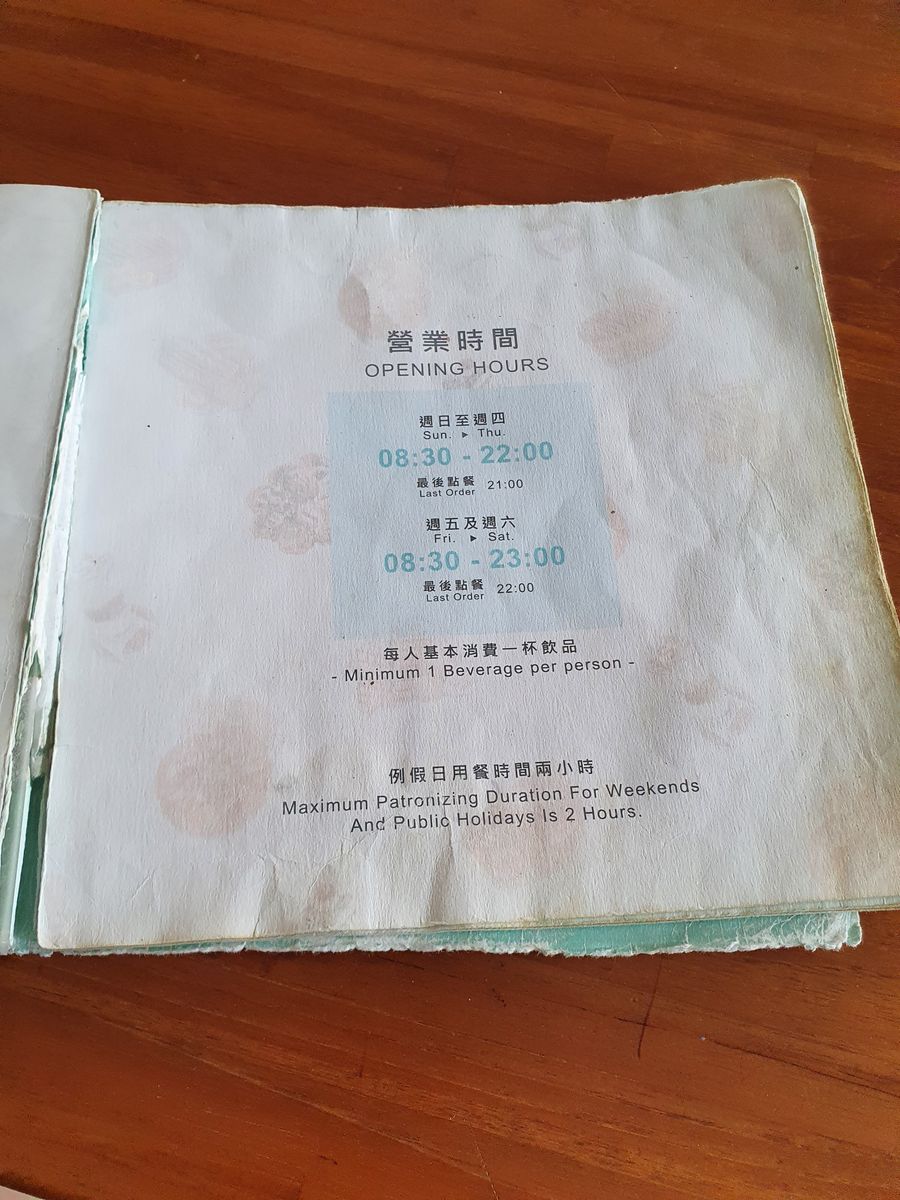 營業時間
OPENING HOURS
週日至週四
Sun. ▶ Thu.
08:30 - 22:00
最後點餐 21:00
Last Order
週五及週六
Fri. ▶ Sat.
08:30 - 23:00
最後點餐 22:00
Last Order
每人基本消費一杯飲品
- Minimum 1 Beverage per person -
例假日用餐時間兩小時
Maximum Patronizing Duration For Weekends
And Public Holidays Is 2 Hours.